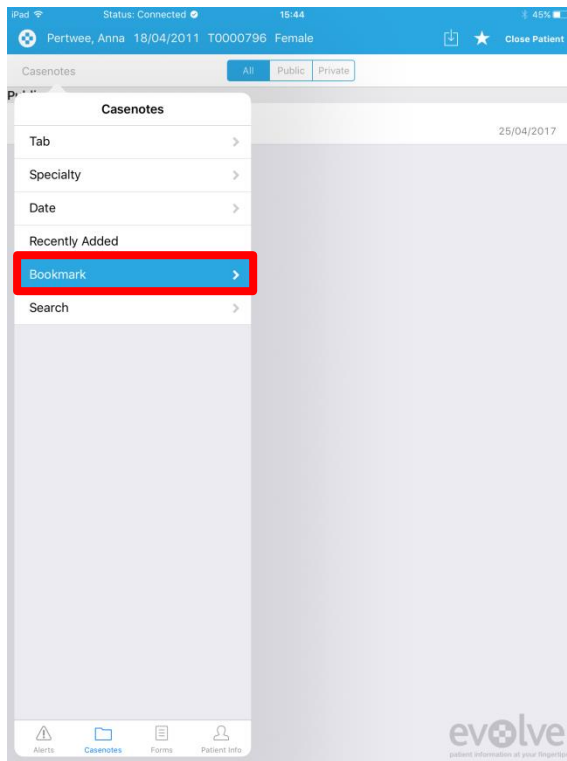 iPad Status: Connected 15:44 45%
Pertwee, Anna 18/04/2011 T0000796 Female Close Patient
Casenotes All Public Private
Casenotes
25/04/2017
Tab
Specialty
Date
Recently Added
Bookmark
Search
Alerts Casenotes Forms Patient Info
evolve
patient information at your fingertips